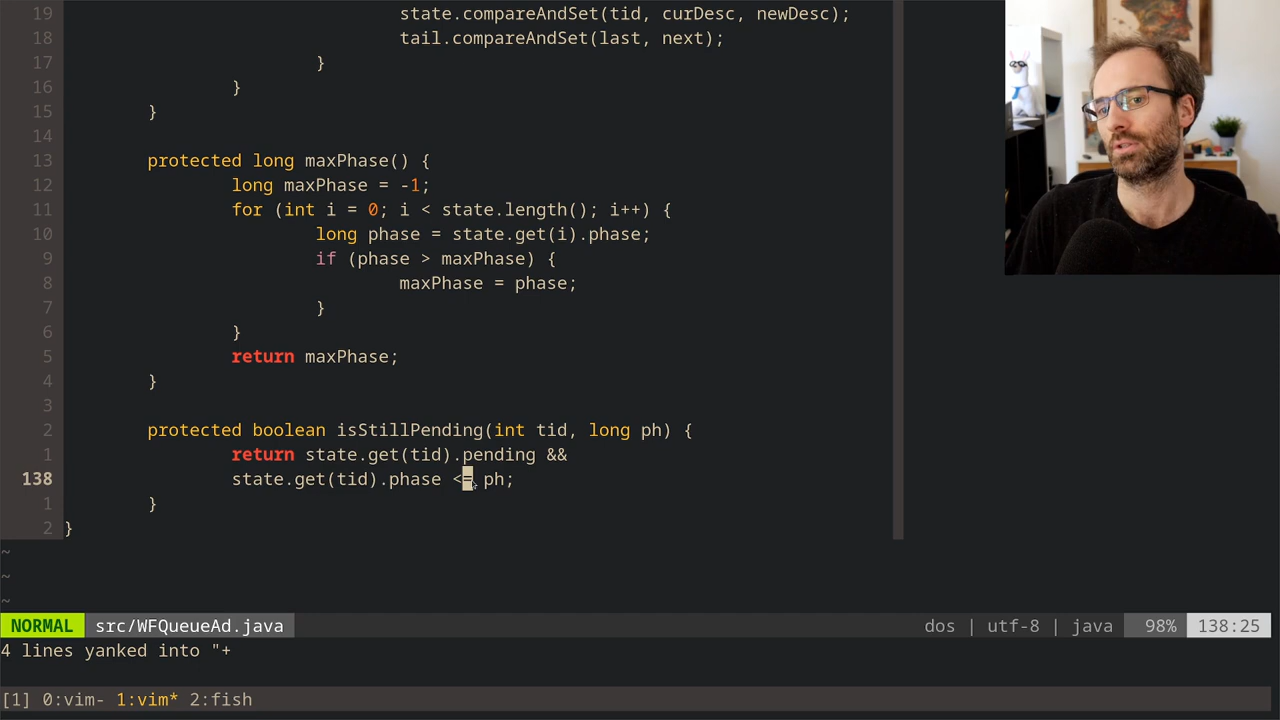 19 state.compareAndSet(tid, curDesc, newDesc);
18 tail.compareAndSet(last, next);
17 }
16 }
15 }
14
13 protected long maxPhase() {
12 long maxPhase = -1;
11 for (int i = 0; i < state.length(); i++) {
10 long phase = state.get(i).phase;
9 if (phase > maxPhase) {
8 maxPhase = phase;
7 }
6 }
5 return maxPhase;
4 }
3
2 protected boolean isStillPending(int tid, long ph) {
1 return state.get(tid).pending &&
138 state.get(tid).phase <= ph;
1 }
2 }
~
~
~
NORMAL src/WFQueueAd.java dos | utf-8 | java 98% 138:25
4 lines yanked into "+
[1] 0:vim- 1:vim* 2:fish